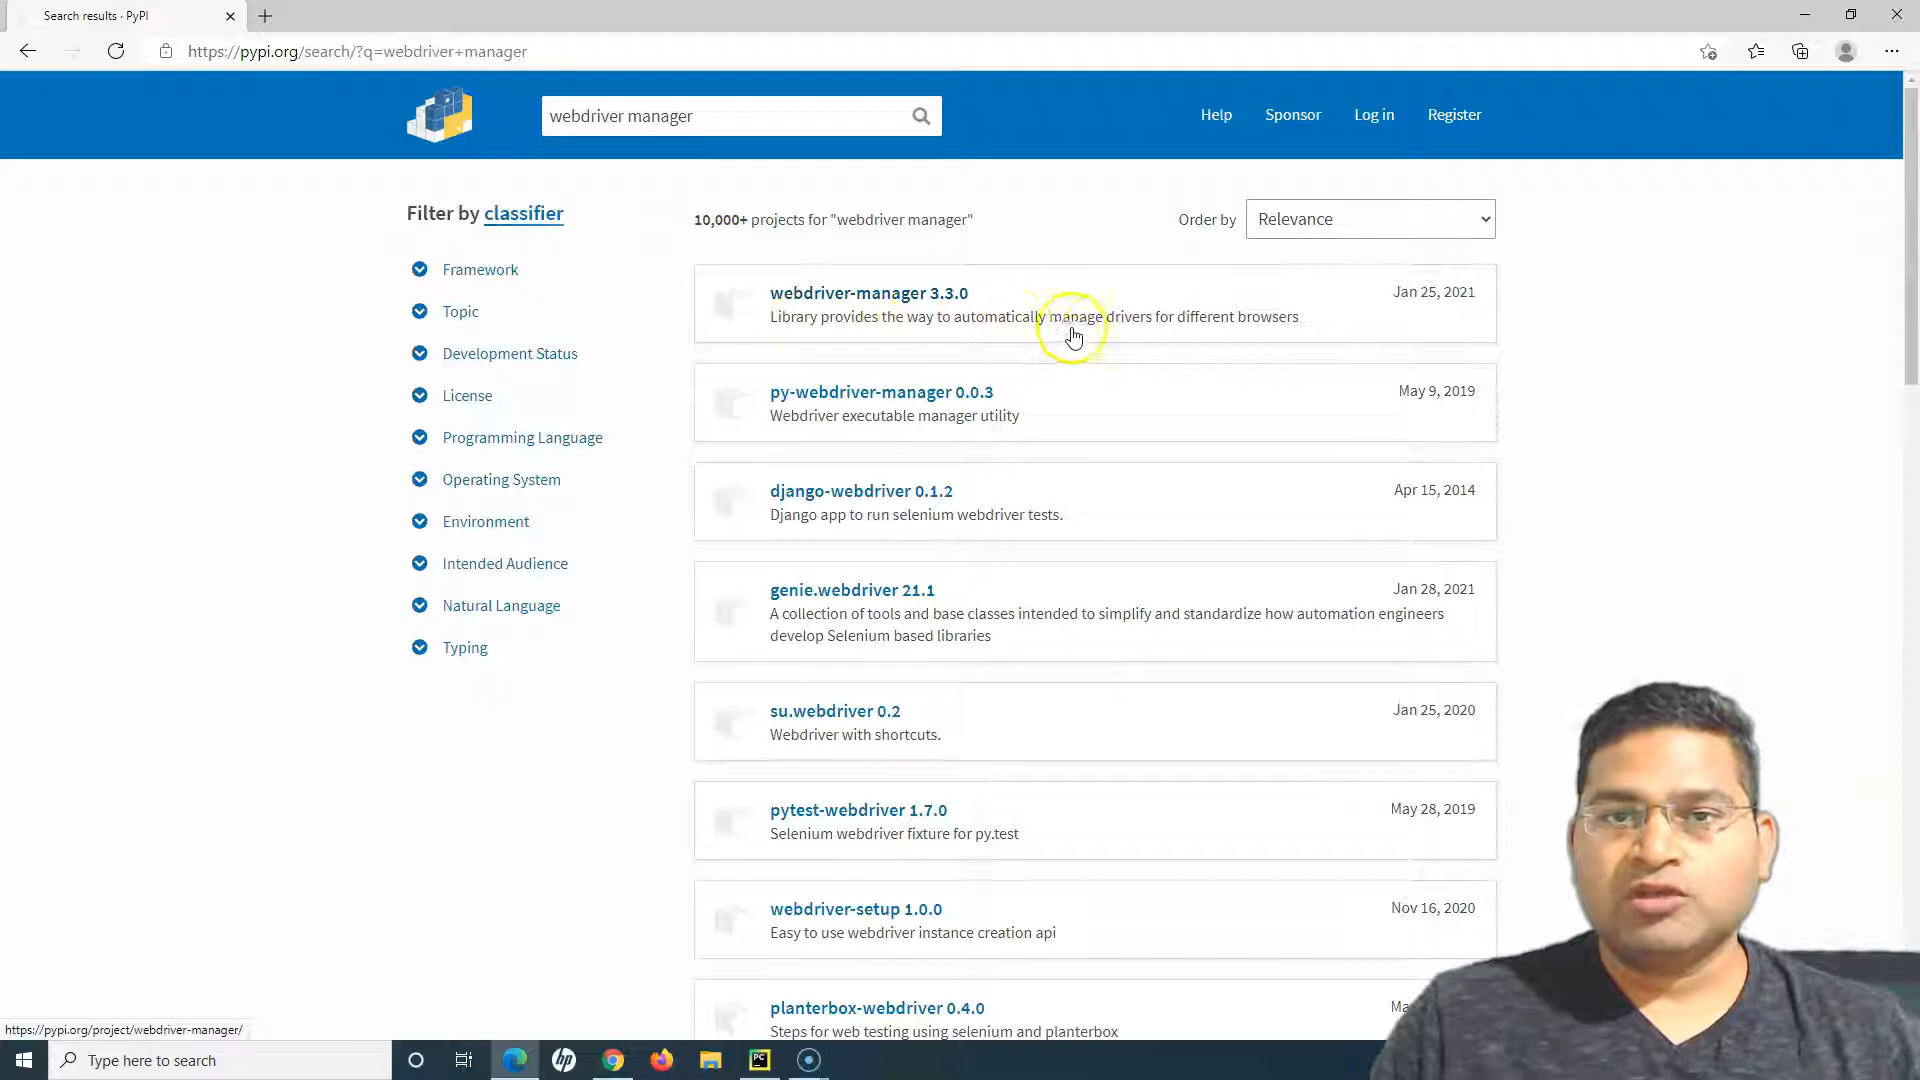 Search results · PyPI
https://pypi.org/search/?q=webdriver+manager
webdriver manager
Help
Sponsor
Log in
Register
Filter by classifier
Framework
Topic
Development Status
License
Programming Language
Operating System
Environment
Intended Audience
Natural Language
Typing
10,000+ projects for "webdriver manager"
Order by
Relevance
webdriver-manager 3.3.0
Jan 25, 2021
Library provides the way to automatically manage drivers for different browsers
py-webdriver-manager 0.0.3
May 9, 2019
Webdriver executable manager utility
django-webdriver 0.1.2
Apr 15, 2014
Django app to run selenium webdriver tests.
genie.webdriver 21.1
Jan 28, 2021
A collection of tools and base classes intended to simplify and standardize how automation engineers
develop Selenium based libraries
su.webdriver 0.2
Jan 25, 2020
Webdriver with shortcuts.
pytest-webdriver 1.7.0
May 28, 2019
Selenium webdriver fixture for py.test
webdriver-setup 1.0.0
Nov 16, 2020
Easy to use webdriver instance creation api
planterbox-webdriver 0.4.0
Steps for web testing using selenium and planterbox
https://pypi.org/project/webdriver-manager/
Type here to search
hp
PC